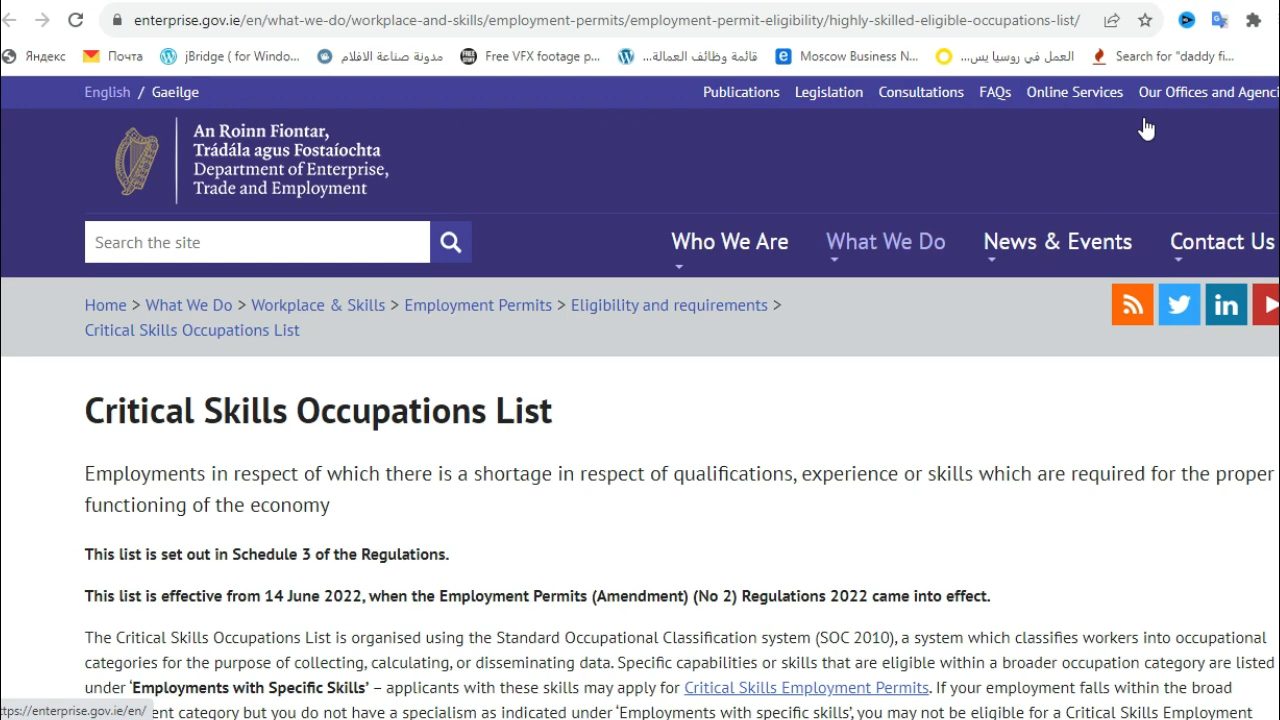 enterprise.gov.ie/en/what-we-do/workplace-and-skills/employment-permits/employment-permit-eligibility/highly-skilled-eligible-occupations-list/
Яндекс Почта jBridge ( for Windo... مدونة صناعة الافلام Free VFX footage p... قائمة وظائف العمالة... Moscow Business N... العمل في روسيا يس... Search for "daddy fi...
English / Gaeilge Publications Legislation Consultations FAQs Online Services Our Offices and Agenci
An Roinn Fiontar,
Trádála agus Fostaíochta
Department of Enterprise,
Trade and Employment
Search the site Who We Are What We Do News & Events Contact Us
Home > What We Do > Workplace & Skills > Employment Permits > Eligibility and requirements >
Critical Skills Occupations List
Critical Skills Occupations List
Employments in respect of which there is a shortage in respect of qualifications, experience or skills which are required for the proper
functioning of the economy
This list is set out in Schedule 3 of the Regulations.
This list is effective from 14 June 2022, when the Employment Permits (Amendment) (No 2) Regulations 2022 came into effect.
The Critical Skills Occupations List is organised using the Standard Occupational Classification system (SOC 2010), a system which classifies workers into occupational
categories for the purpose of collecting, calculating, or disseminating data. Specific capabilities or skills that are eligible within a broader occupation category are listed
under ‘Employments with Specific Skills’ – applicants with these skills may apply for Critical Skills Employment Permits. If your employment falls within the broad
ent category but you do not have a specialism as indicated under ‘Employments with specific skills’, you may not be eligible for a Critical Skills Employment
ttps://enterprise.gov.ie/en/